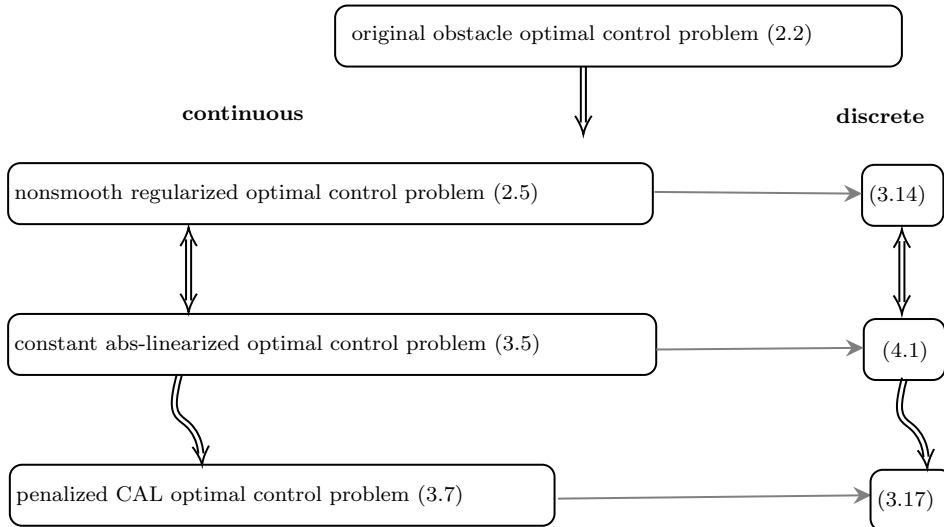 original obstacle optimal control problem (2.2)
continuous
discrete
nonsmooth regularized optimal control problem (2.5)
(3.14)
constant abs-linearized optimal control problem (3.5)
(4.1)
penalized CAL optimal control problem (3.7)
(3.17)